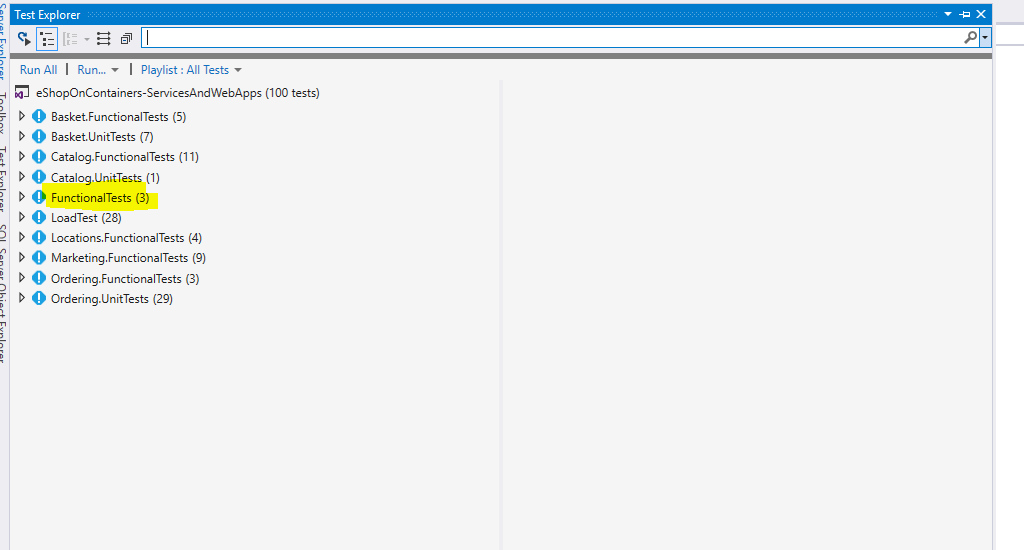 Test Explorer
Run All | Run... | Playlist : All Tests
eShopOnContainers-ServicesAndWebApps (100 tests)
Basket.FunctionalTests (5)
Basket.UnitTests (7)
Catalog.FunctionalTests (11)
Catalog.UnitTests (1)
FunctionalTests (3)
LoadTest (28)
Locations.FunctionalTests (4)
Marketing.FunctionalTests (9)
Ordering.FunctionalTests (3)
Ordering.UnitTests (29)
Server Explorer
Toolbox
Test Explorer
SQL Server Object Explorer